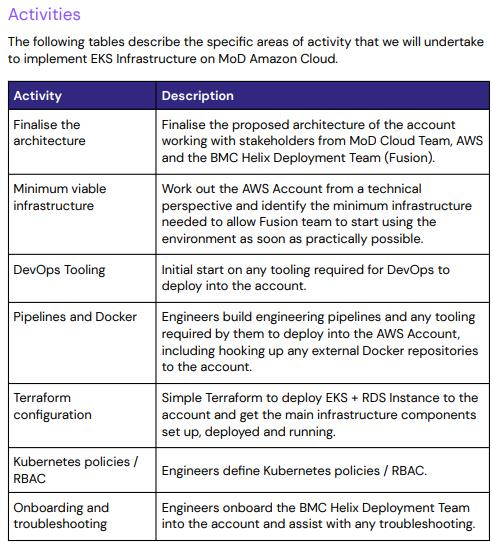 Activities
The following tables describe the specific areas of activity that we will undertake
to implement EKS Infrastructure on MoD Amazon Cloud.
Activity Description
Finalise the
architecture
Finalise the proposed architecture of the account
working with stakeholders from MoD Cloud Team, AWS
and the BMC Helix Deployment Team (Fusion).
Minimum viable
infrastructure
Work out the AWS Account from a technical
perspective and identify the minimum infrastructure
needed to allow Fusion team to start using the
environment as soon as practically possible.
DevOps Tooling
Initial start on any tooling required for DevOps to
deploy into the account.
Pipelines and Docker
Engineers build engineering pipelines and any tooling
required by them to deploy into the AWS Account,
including hooking up any external Docker repositories
to the account.
Terraform
configuration
Simple Terraform to deploy EKS + RDS Instance to the
account and get the main infrastructure components
set up, deployed and running.
Kubernetes policies /
RBAC
Engineers define Kubernetes policies / RBAC.
Onboarding and
troubleshooting
Engineers onboard the BMC Helix Deployment Team
into the account and assist with any troubleshooting.